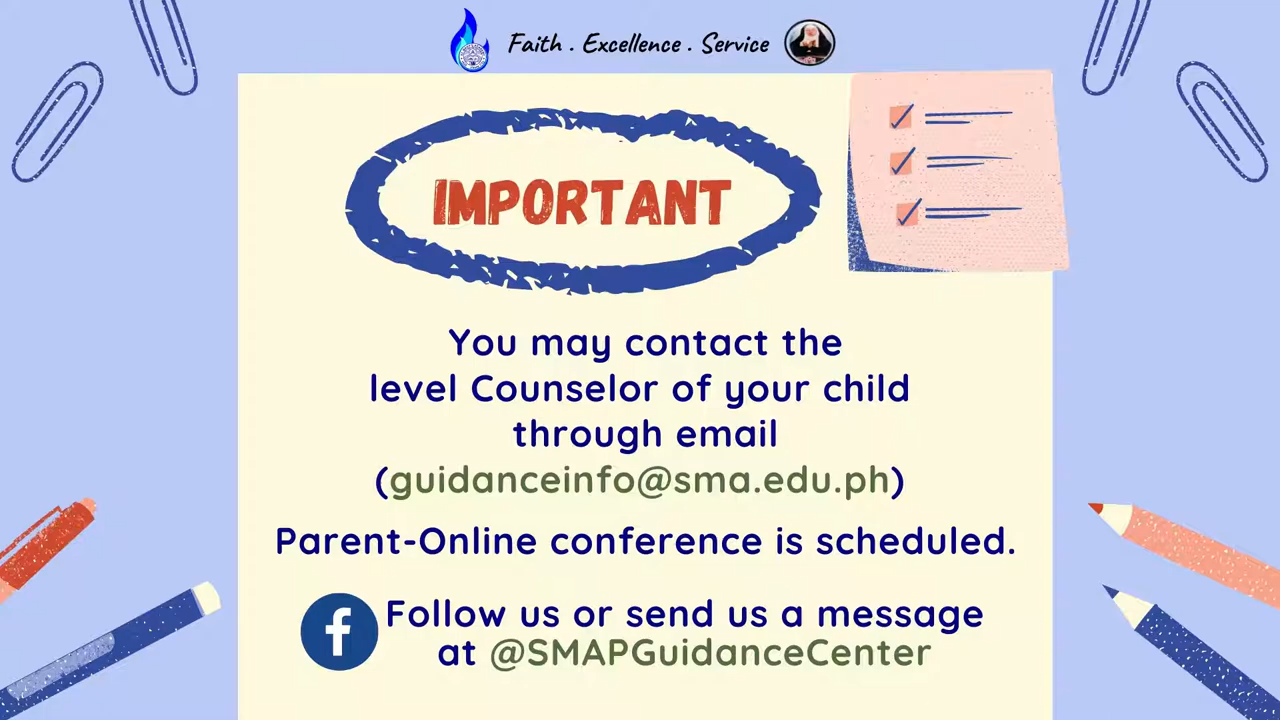 Faith . Excellence . Service
IMPORTANT
You may contact the
level Counselor of your child
through email
(guidanceinfo@sma.edu.ph)
Parent-Online conference is scheduled.
Follow us or send us a message
at @SMAPGuidanceCenter